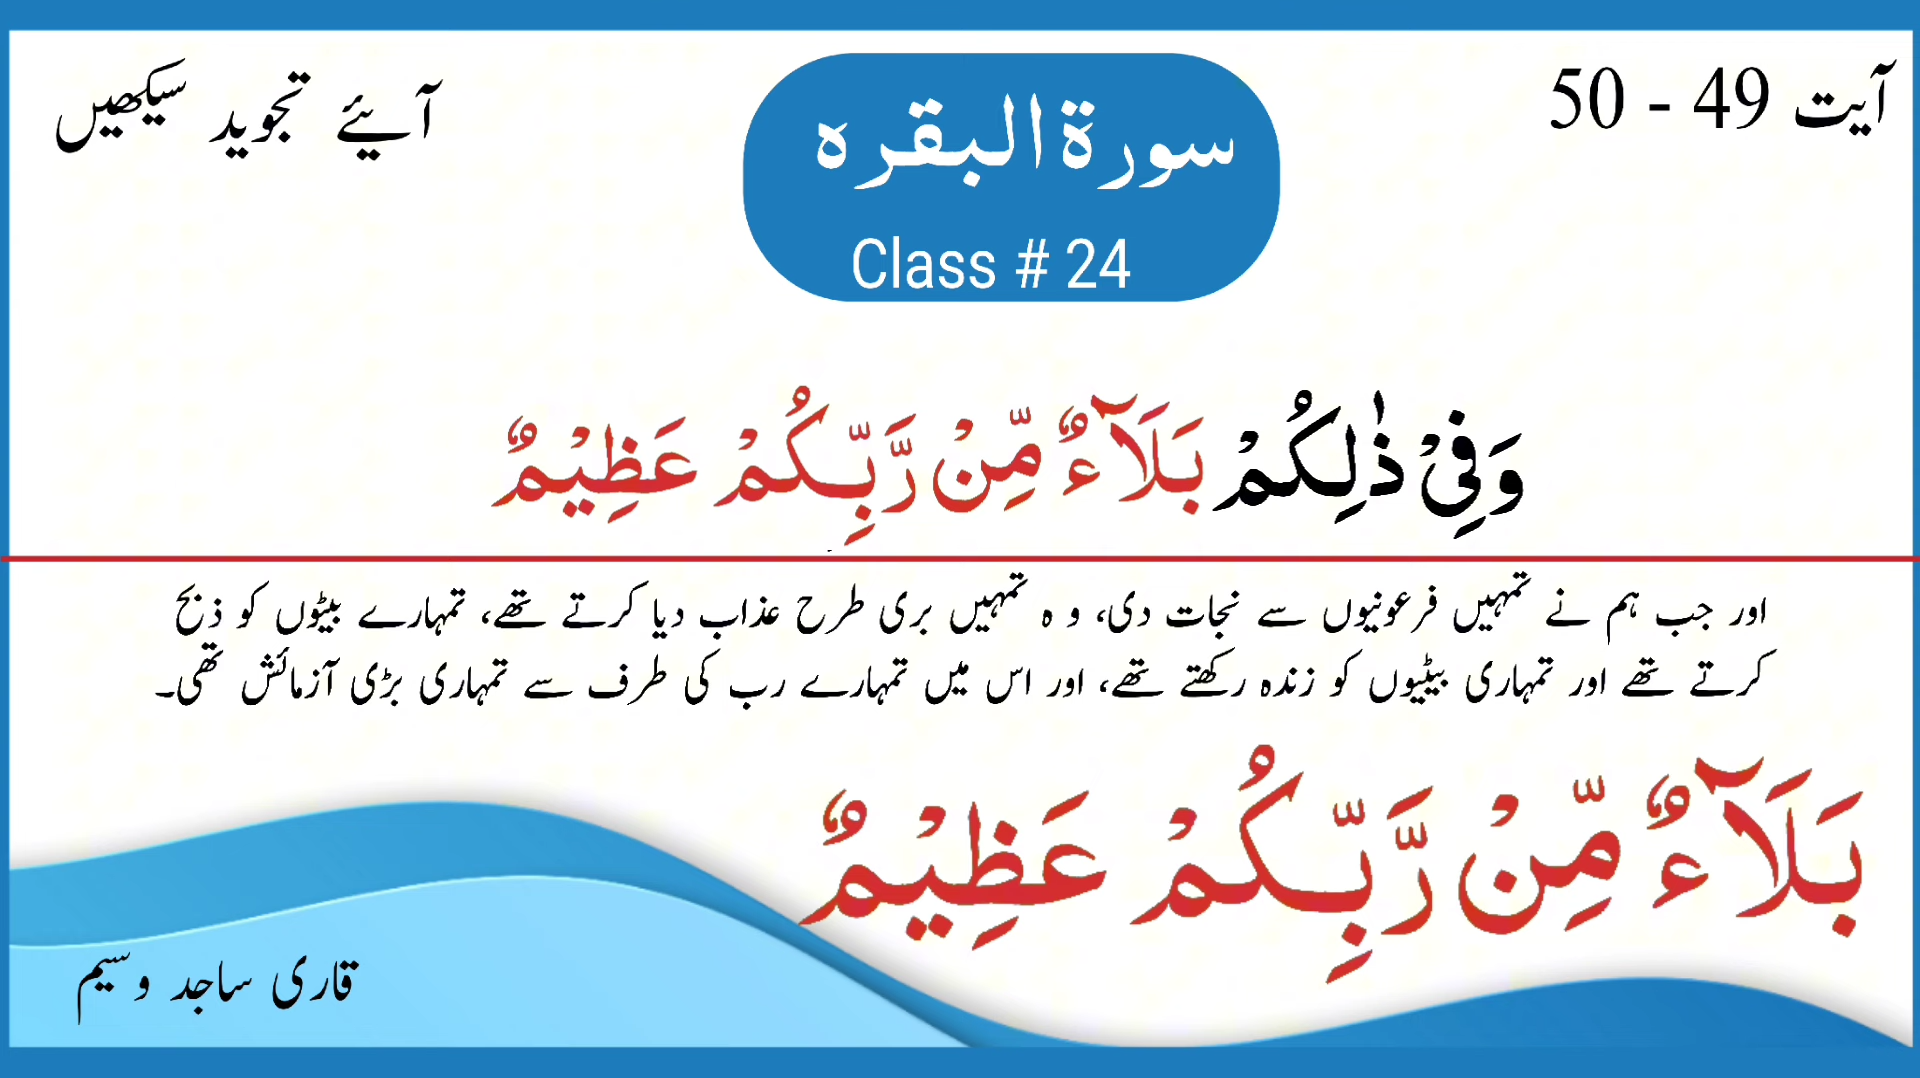 آیت 49 - 50
سورۃ البقرہ
آیئے تجوید سیکھیں
Class # 24
وَفِیْ ذٰلِكُمْ بَلَآءٌ مِّنْ رَّبِّكُمْ عَظِیْمٌ
اور جب ہم نے تمہیں فرعونیوں سے نجات دی، و ہ تمہیں بری طرح عذاب دیا کرتے تھے، تمہارے بیٹوں کو ذبح
کرتے تھے اور تمہاری بیٹیوں کو زندہ رکھتے تھے، اور اس میں تمہارے رب کی طرف سے تمہاری بڑی آزمائش تھی۔
بَلَآءٌ مِّنْ رَّبِّكُمْ عَظِیْمٌ
قاری ساجد وسیم